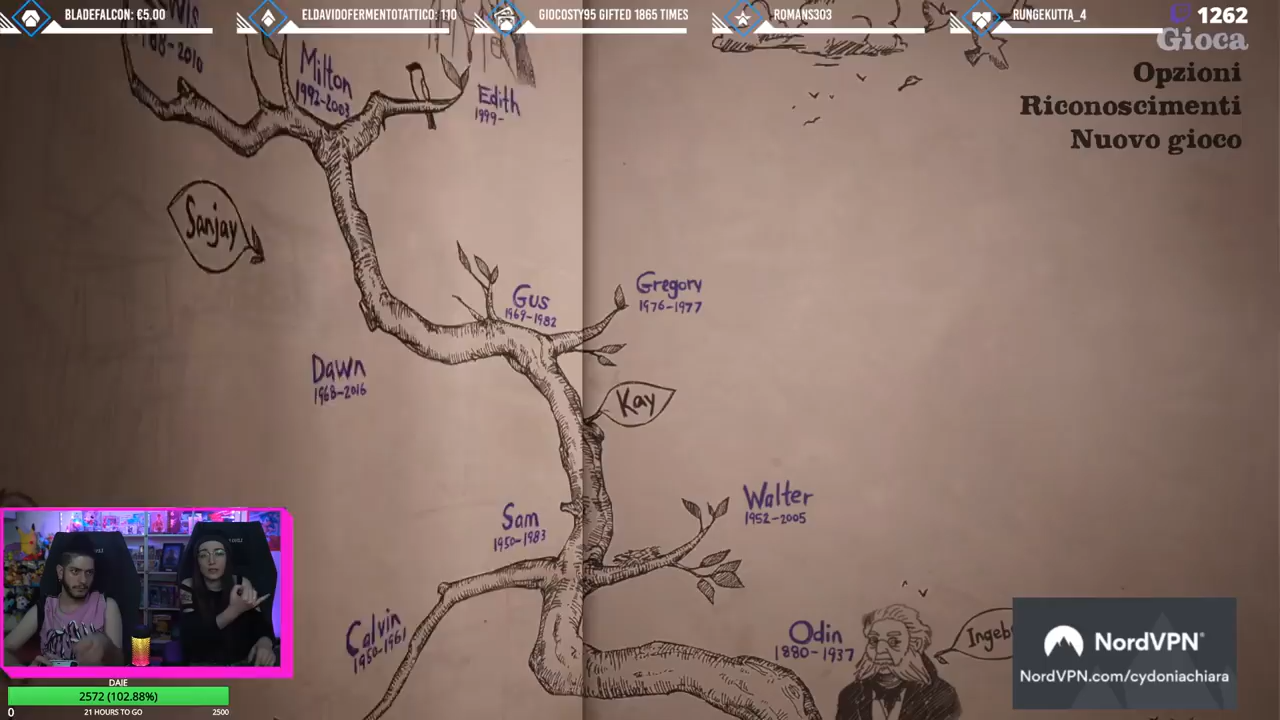 BLADEFALCON: €5.00
ELDAVIDOFERMENTOTATTICO: 110
GIOCOSTY95 GIFTED 1865 TIMES
ROMANS303
RUNGEKUTTA_4
1262
Gioca
Opzioni
Riconoscimenti
Nuovo gioco
Milton
1992-2003
Edith
1999-
Sanjay
Gus
1969-1982
Gregory
1976-1977
Dawn
1968-2016
Kay
Walter
1952-2005
Sam
1950-1983
Calvin
1950-1961
Odin
1880-1937
Ingeb
NordVPN®
NordVPN.com/cydoniachiara
DAIE
2572 (102.88%)
0
21 HOURS TO GO
2500